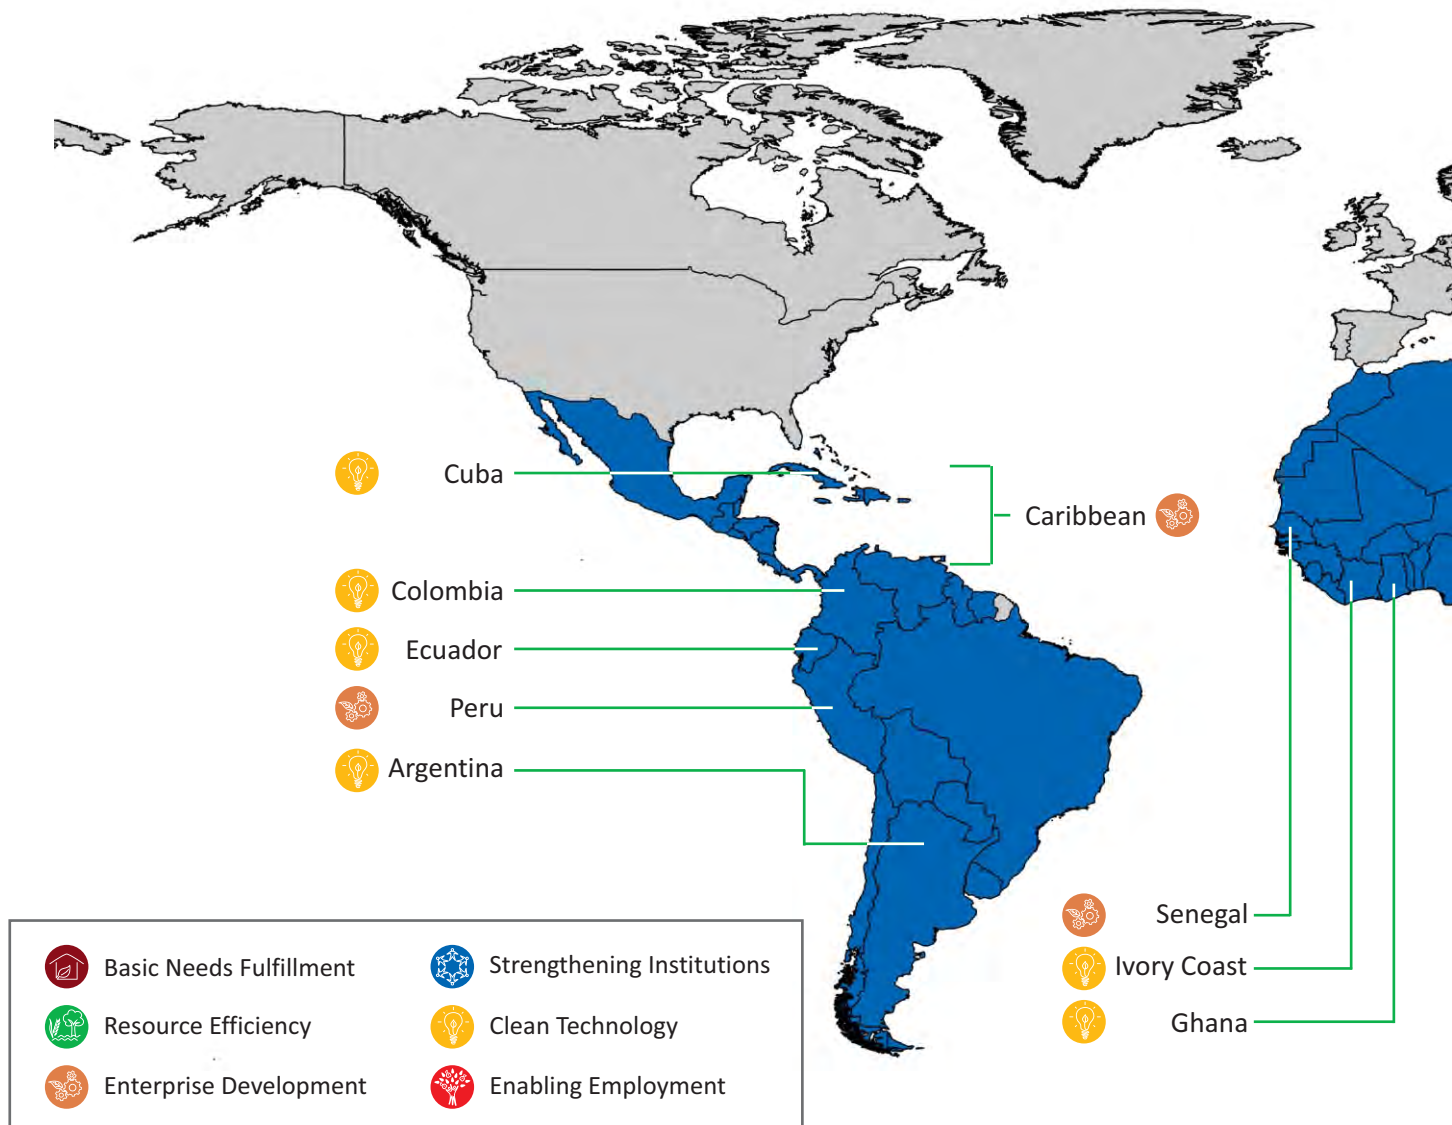 Cuba
Caribbean
Colombia
Ecuador
Peru
Argentina
Senegal
Ivory Coast
Ghana
Basic Needs Fulfillment
Strengthening Institutions
Resource Efficiency
Clean Technology
Enterprise Development
Enabling Employment